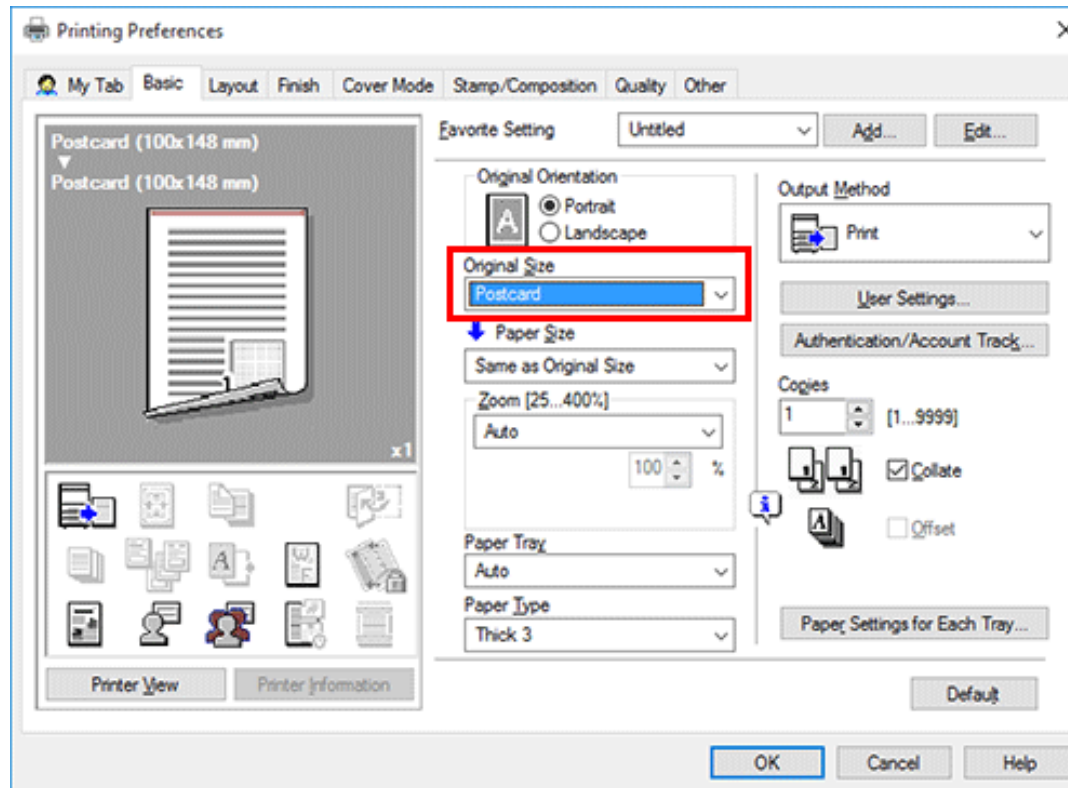 Printing Preferences
My Tab Basic Layout Finish Cover Mode Stamp/Composition Quality Other
Postcard (100x148 mm)
Postcard (100x148 mm)
x1
Printer View Printer Information
Favorite Setting Untitled Add... Edit...
Original Orientation
A Portrait
Landscape
Original Size
Postcard
Paper Size
Same as Original Size
Zoom [25...400%]
Auto
100 %
Paper Tray
Auto
Paper Type
Thick 3
Output Method
Print
User Settings...
Authentication/Account Track...
Copies
1 [1...9999]
Collate
Offset
Paper Settings for Each Tray...
Default
OK Cancel Help